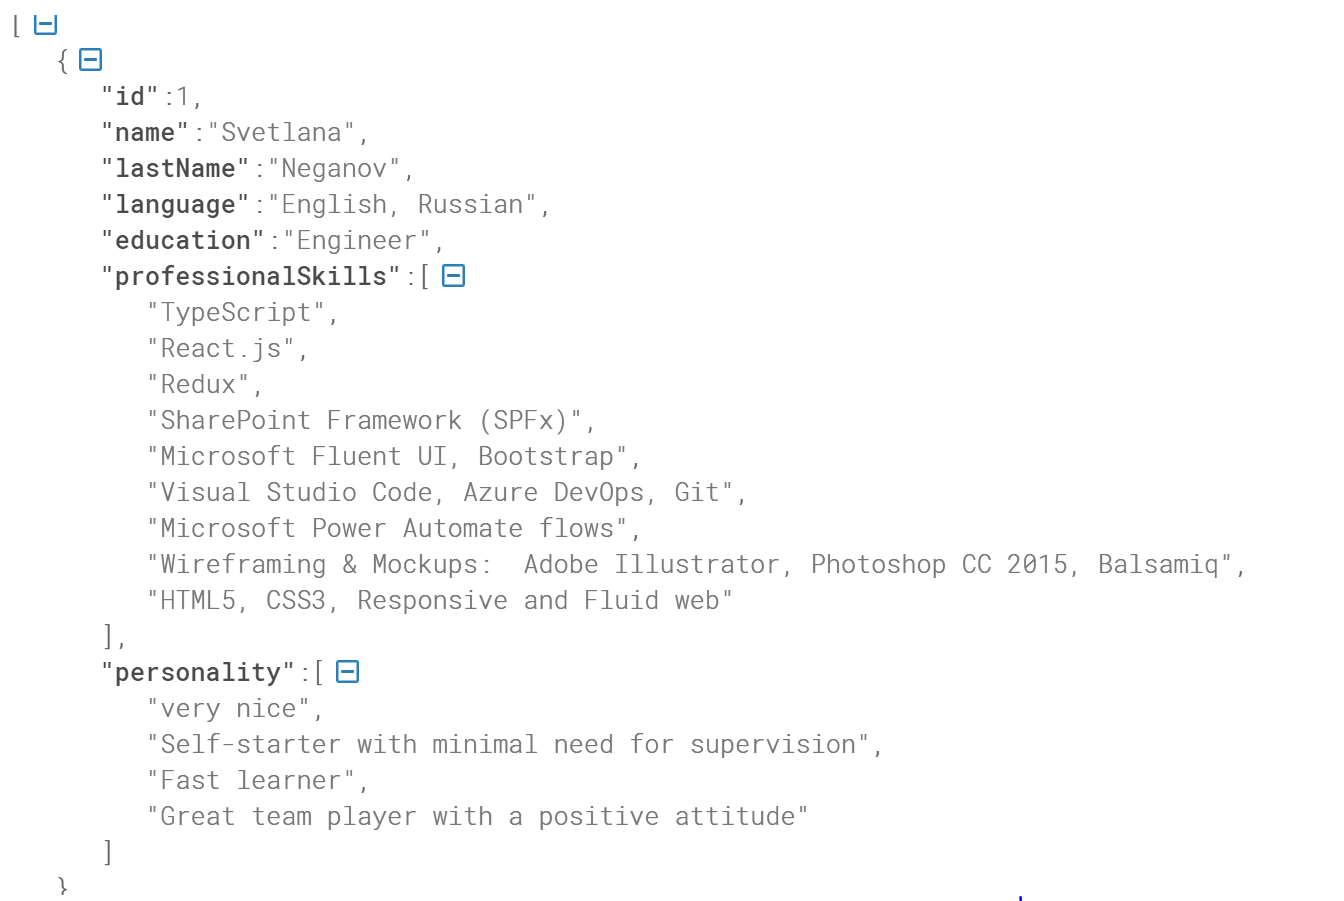 [
{
"id":1,
"name":"Svetlana",
"lastName":"Neganov",
"language":"English, Russian",
"education":"Engineer",
"professionalSkills":[
"TypeScript",
"React.js",
"Redux",
"SharePoint Framework (SPFx)",
"Microsoft Fluent UI, Bootstrap",
"Visual Studio Code, Azure DevOps, Git",
"Microsoft Power Automate flows",
"Wireframing & Mockups:  Adobe Illustrator, Photoshop CC 2015, Balsamiq",
"HTML5, CSS3, Responsive and Fluid web"
],
"personality":[
"very nice",
"Self-starter with minimal need for supervision",
"Fast learner",
"Great team player with a positive attitude"
]
}